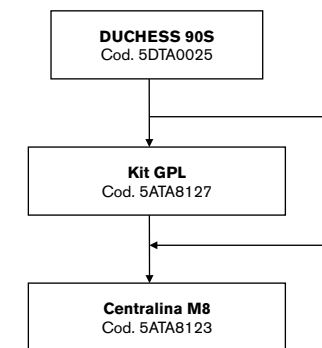 DUCHESS 90S
Cod. 5DTA0025
Kit GPL
Cod. 5ATA8127
Centralina M8
Cod. 5ATA8123